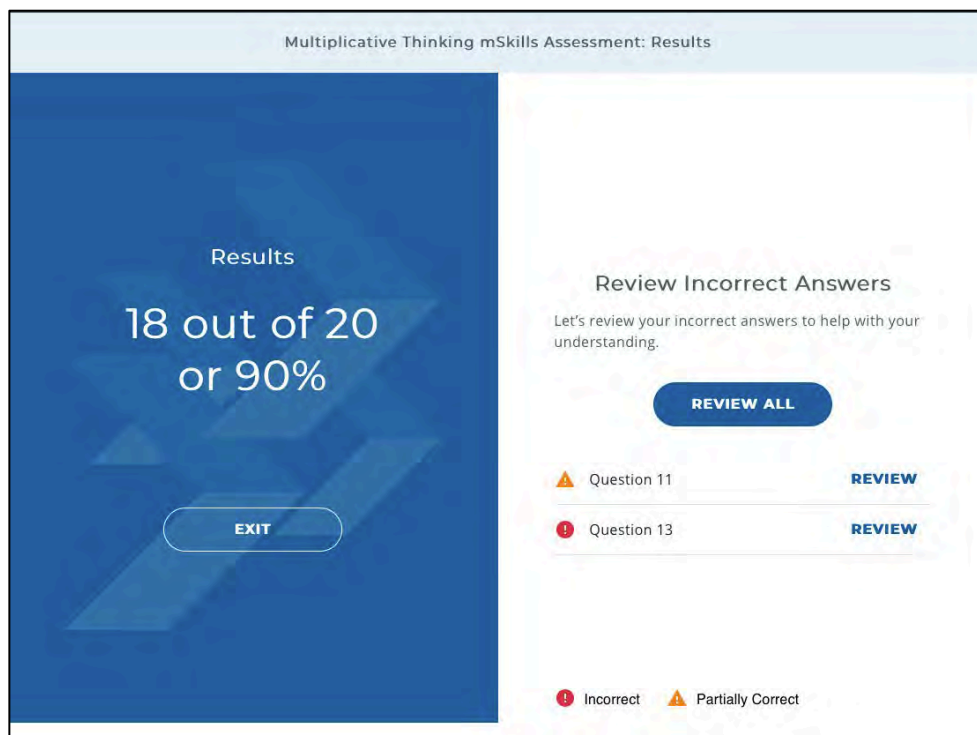 Multiplicative Thinking mSkills Assessment: Results
Results
18 out of 20
or 90%
EXIT
Review Incorrect Answers
Let's review your incorrect answers to help with your
understanding.
REVIEW ALL
Question 11 REVIEW
Question 13 REVIEW
Incorrect Partially Correct